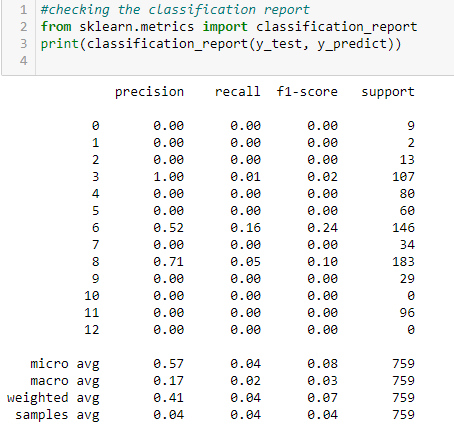 1 #checking the classification report
2 from sklearn.metrics import classification_report
3 print(classification_report(y_test, y_predict))
4
precision recall f1-score support
0 0.00 0.00 0.00 9
1 0.00 0.00 0.00 2
2 0.00 0.00 0.00 13
3 1.00 0.01 0.02 107
4 0.00 0.00 0.00 80
5 0.00 0.00 0.00 60
6 0.52 0.16 0.24 146
7 0.00 0.00 0.00 34
8 0.71 0.05 0.10 183
9 0.00 0.00 0.00 29
10 0.00 0.00 0.00 0
11 0.00 0.00 0.00 96
12 0.00 0.00 0.00 0
micro avg 0.57 0.04 0.08 759
macro avg 0.17 0.02 0.03 759
weighted avg 0.41 0.04 0.07 759
samples avg 0.04 0.04 0.04 759